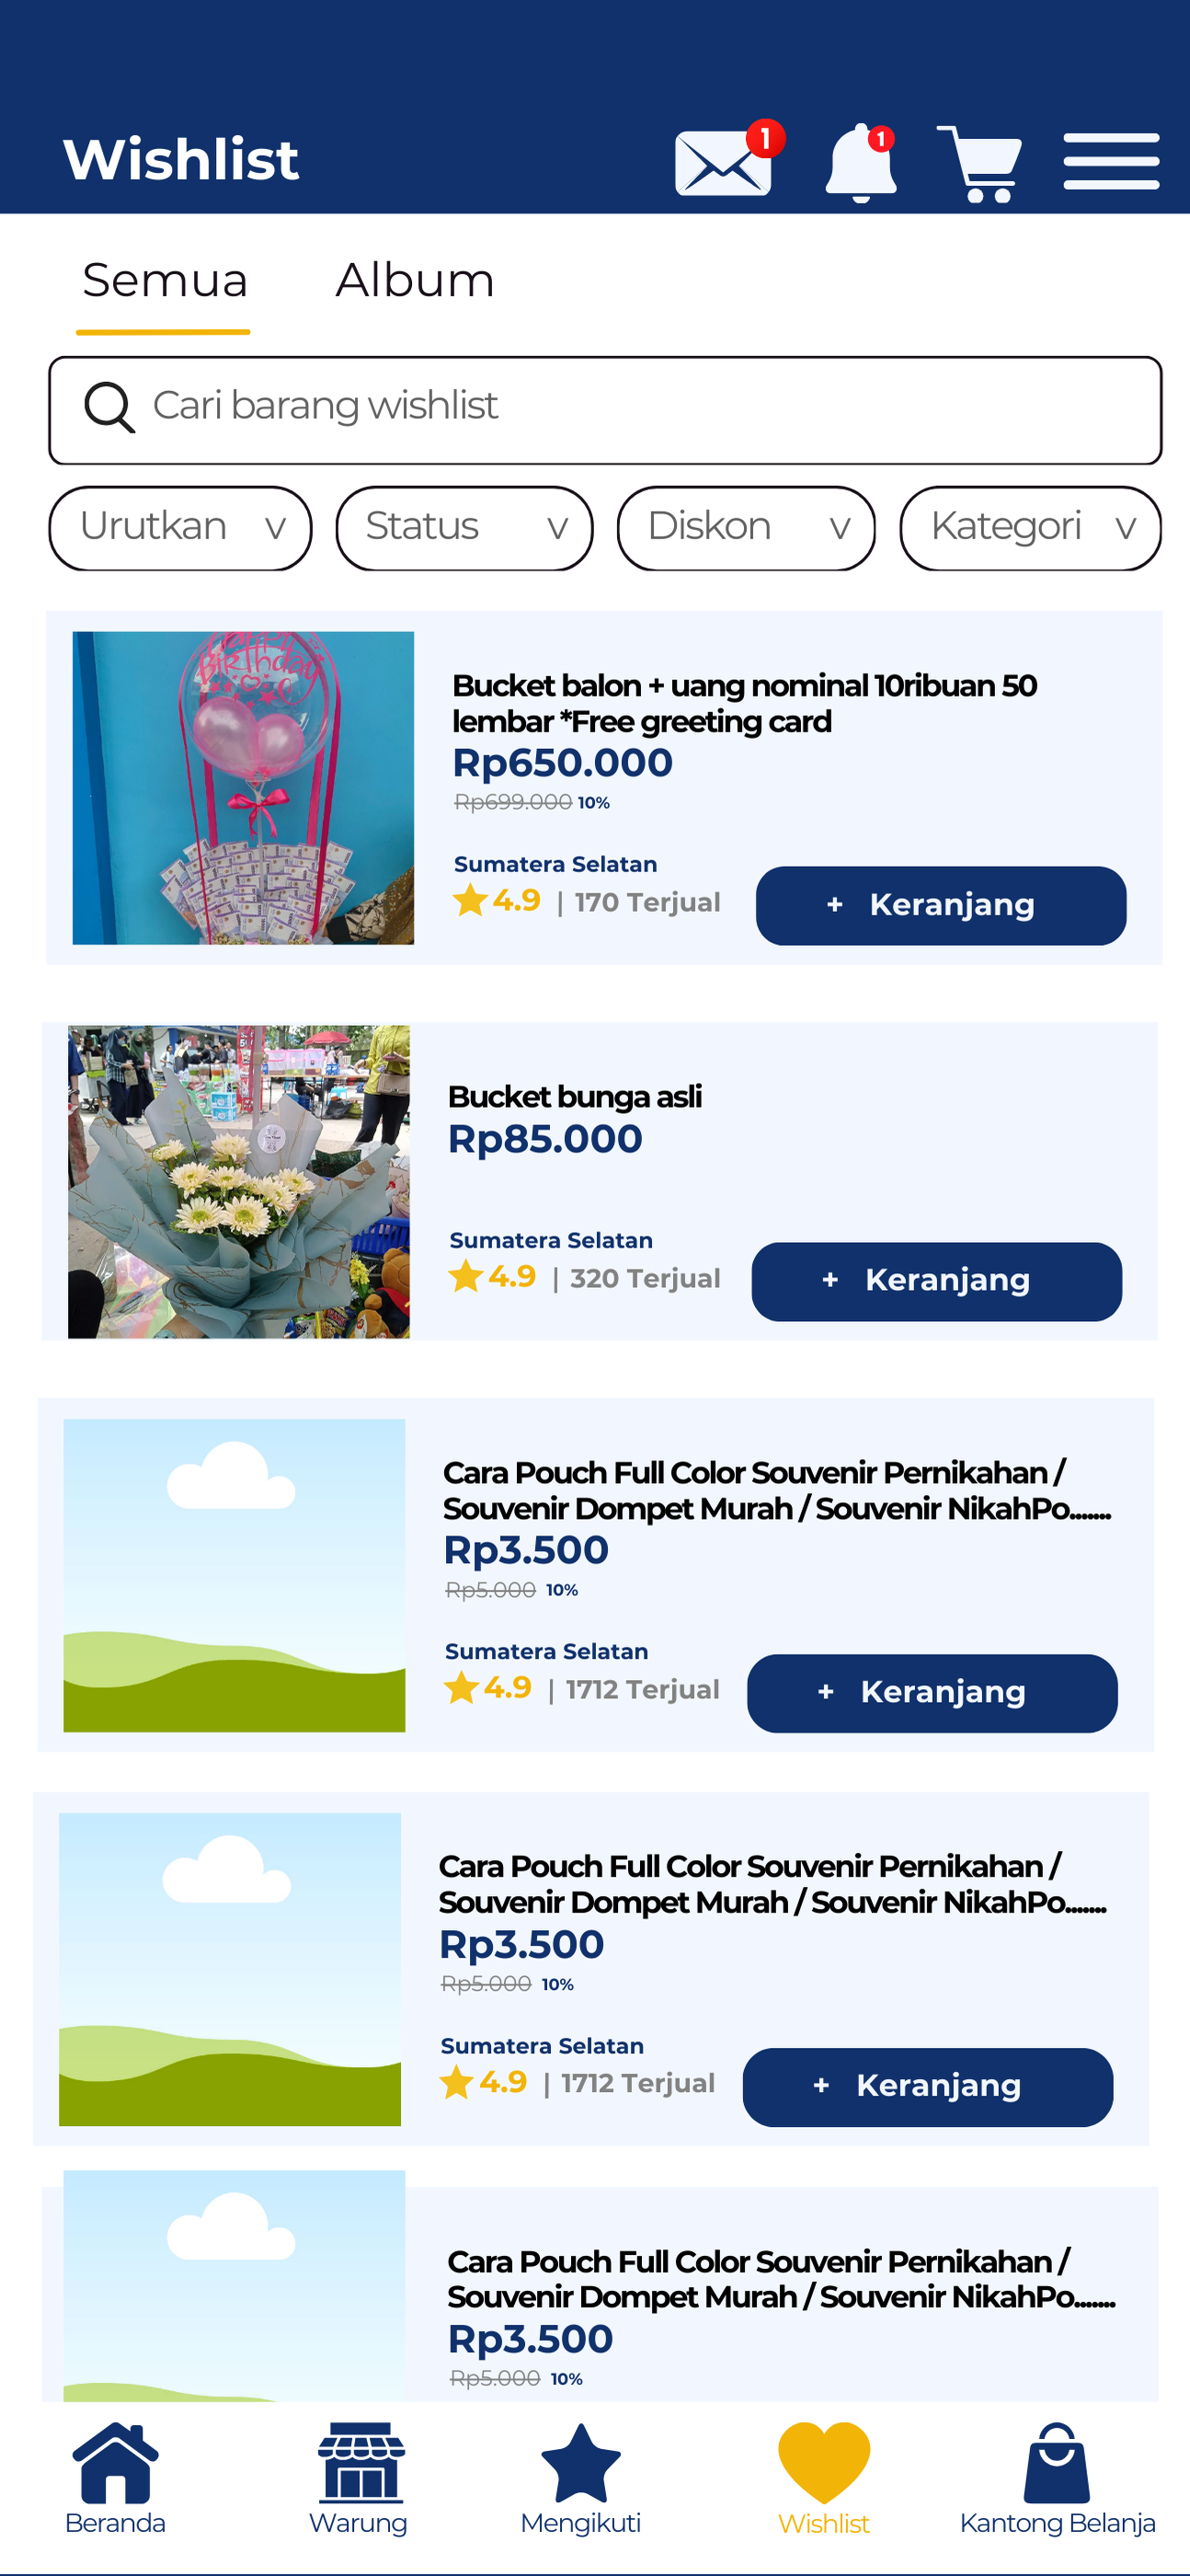 Wishlist
1
1
Semua Album
Cari barang wishlist
Urutkan v Status v Diskon v Kategori v
Happy
Birthday
Bucket balon + uang nominal 10ribuan 50
lembar *Free greeting card
Rp650.000
Rp699.000 10%
Sumatera Selatan
4.9 | 170 Terjual
+ Keranjang
Bucket bunga asli
Rp85.000
Sumatera Selatan
4.9 | 320 Terjual
+ Keranjang
Cara Pouch Full Color Souvenir Pernikahan /
Souvenir Dompet Murah / Souvenir NikahPo.......
Rp3.500
Rp5.000 10%
Sumatera Selatan
4.9 | 1712 Terjual
+ Keranjang
Cara Pouch Full Color Souvenir Pernikahan /
Souvenir Dompet Murah / Souvenir NikahPo.......
Rp3.500
Rp5.000 10%
Sumatera Selatan
4.9 | 1712 Terjual
+ Keranjang
Cara Pouch Full Color Souvenir Pernikahan /
Souvenir Dompet Murah / Souvenir NikahPo.......
Rp3.500
Rp5.000 10%
Beranda Warung Mengikuti Wishlist Kantong Belanja